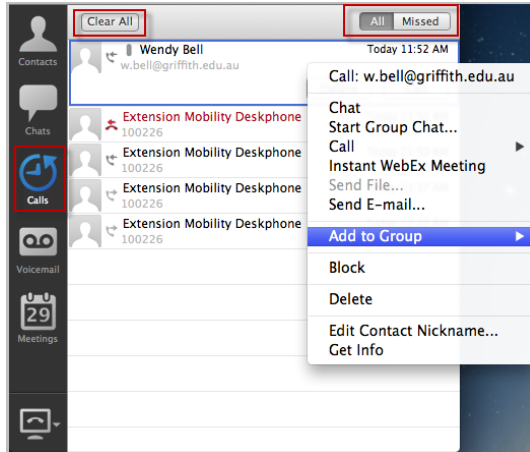 Clear All
All
Missed
Contacts
Chats
Calls
Voicemail
29
Meetings
Wendy Bell
Today 11:52 AM
w.bell@griffith.edu.au
Extension Mobility Deskphone
100226
Extension Mobility Deskphone
100226
Extension Mobility Deskphone
100226
Extension Mobility Deskphone
100226
Call: w.bell@griffith.edu.au
Chat
Start Group Chat...
Call
Instant WebEx Meeting
Send File...
Send E-mail...
Add to Group
Block
Delete
Edit Contact Nickname...
Get Info